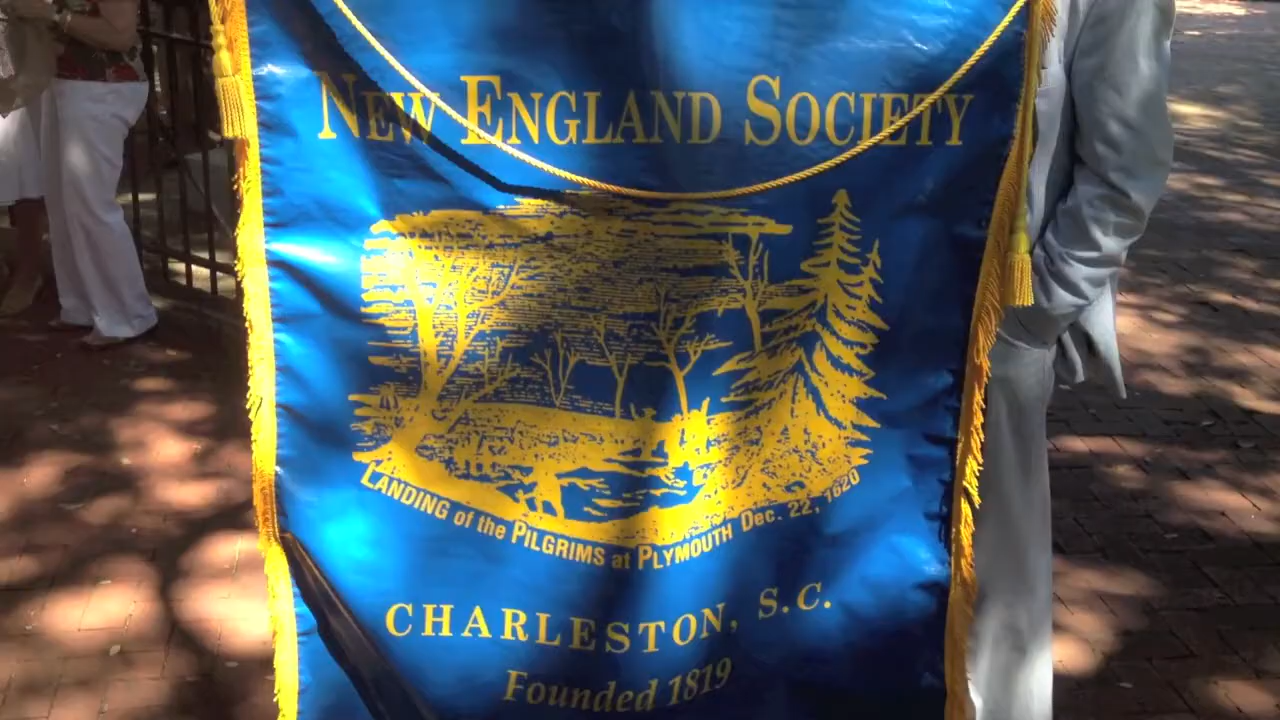 NEW ENGLAND SOCIETY
LANDING of the PILGRIMS at PLYMOUTH Dec. 22, 1620
CHARLESTON, S.C.
Founded 1819